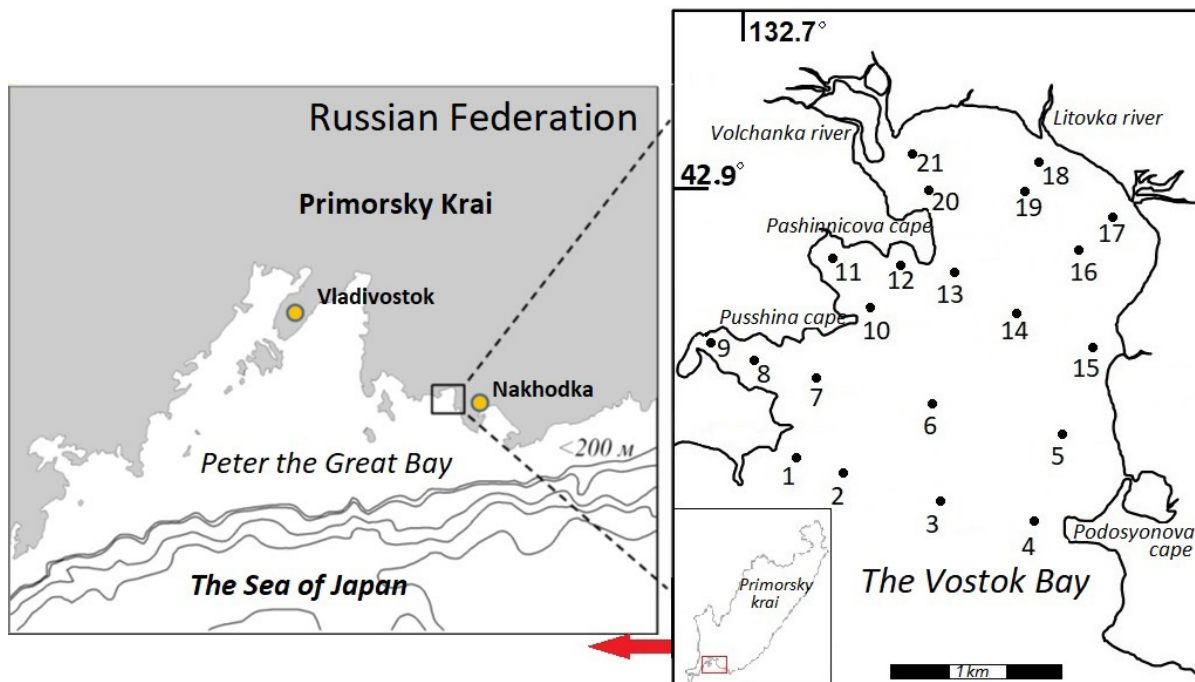 Russian Federation
Primorsky Krai
Vladivostok
Nakhodka
<200 м
Peter the Great Bay
The Sea of Japan
132.7°
Volchanka river
Litovka river
42.9°
21
18
20
19
17
Pashinnicova cape
16
11
12
13
Pusshina cape
10
14
9
8
15
7
6
5
1
2
3
4
Podosyonova
cape
The Vostok Bay
Primorsky
krai
1 km